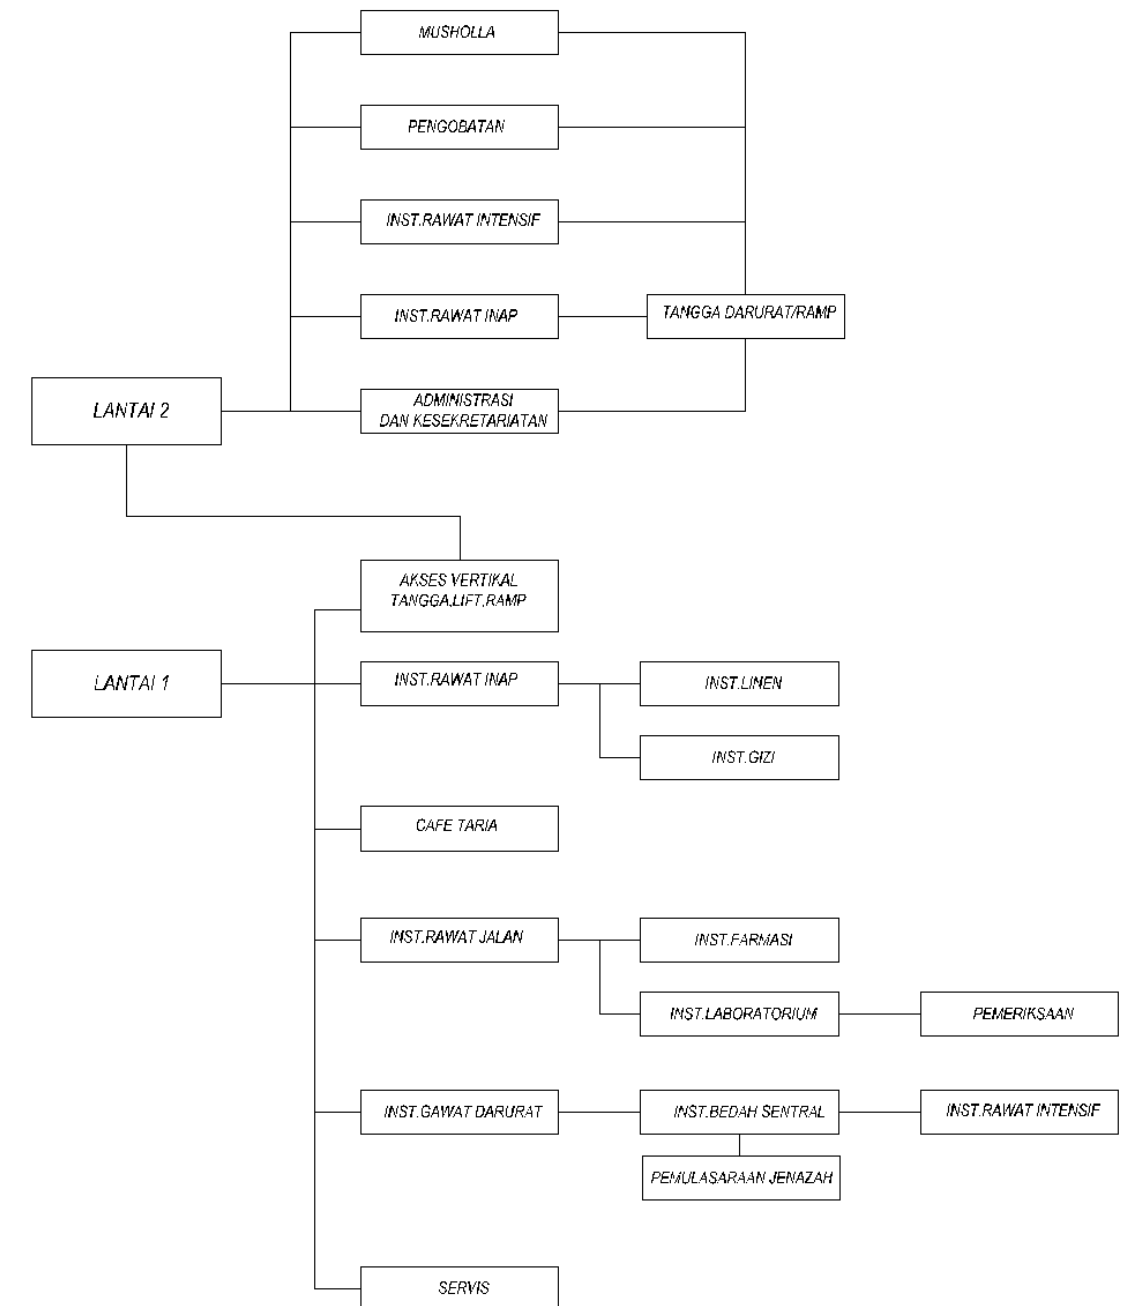 MUSHOLLA
PENGOBATAN
INST.RAWAT INTENSIF
INST.RAWAT INAP
TANGGA DARURAT/RAMP
ADMINISTRASI
DAN KESEKRETARIATAN
LANTAI 2
AKSES VERTIKAL
TANGGA,LIFT,RAMP
LANTAI 1
INST.RAWAT INAP
INST.LINEN
INST.GIZI
CAFE TARIA
INST.RAWAT JALAN
INST.FARMASI
INST.LABORATORIUM
PEMERIKSAAN
INST.GAWAT DARURAT
INST.BEDAH SENTRAL
INST.RAWAT INTENSIF
PEMULASARAAN JENAZAH
SERVIS